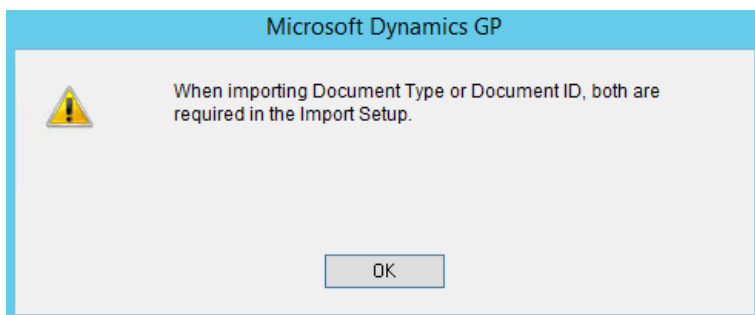 Microsoft Dynamics GP
When importing Document Type or Document ID, both are
required in the Import Setup.
OK